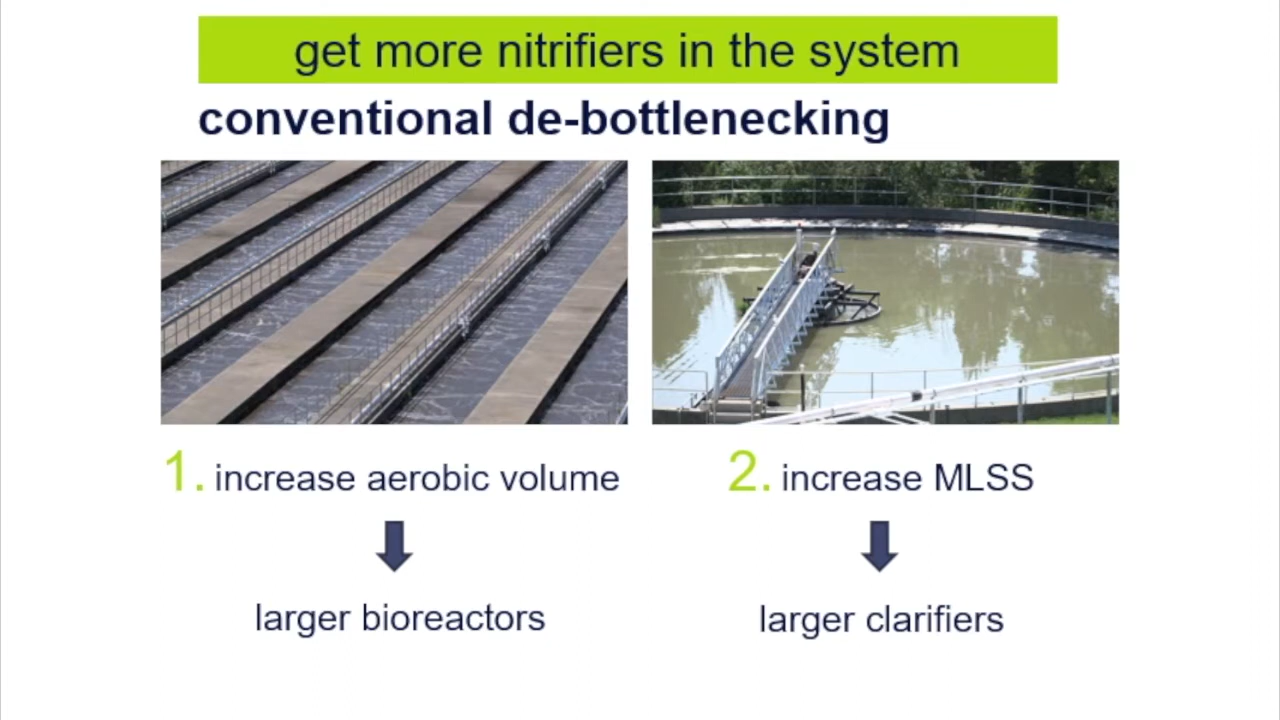 get more nitrifiers in the system
conventional de-bottlenecking
1. increase aerobic volume
larger bioreactors
2. increase MLSS
larger clarifiers